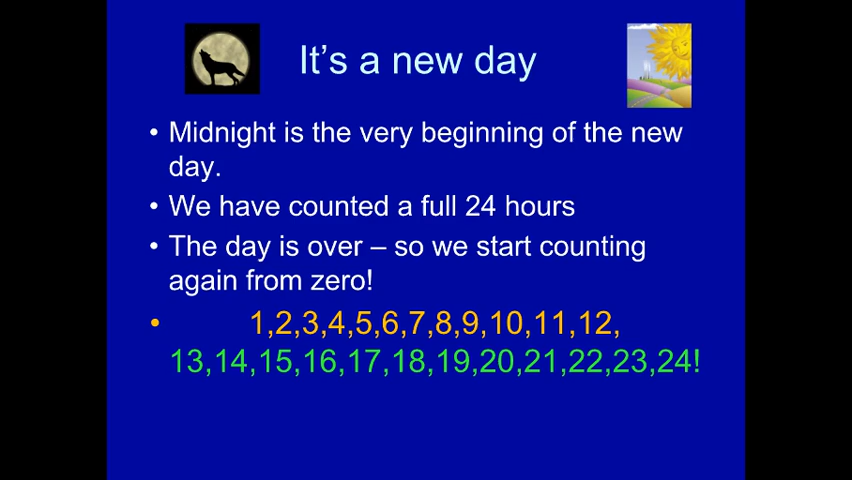 It's a new day
• Midnight is the very beginning of the new
day.
• We have counted a full 24 hours
• The day is over – so we start counting
again from zero!
• 1,2,3,4,5,6,7,8,9,10,11,12,
13,14,15,16,17,18,19,20,21,22,23,24!